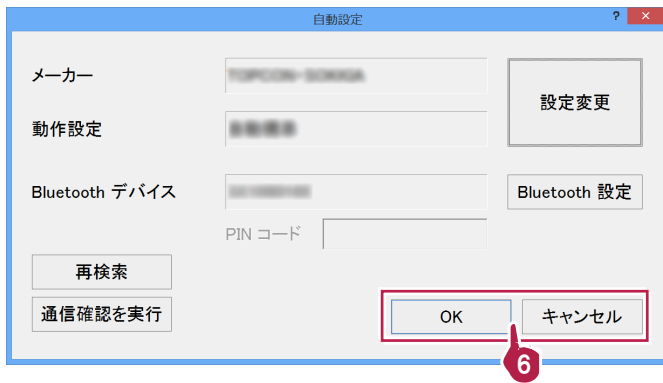 自動設定
? ×
メーカー
設定変更
動作設定
Bluetooth デバイス
Bluetooth 設定
PIN コード
再検索
通信確認を実行
OK
キャンセル
6